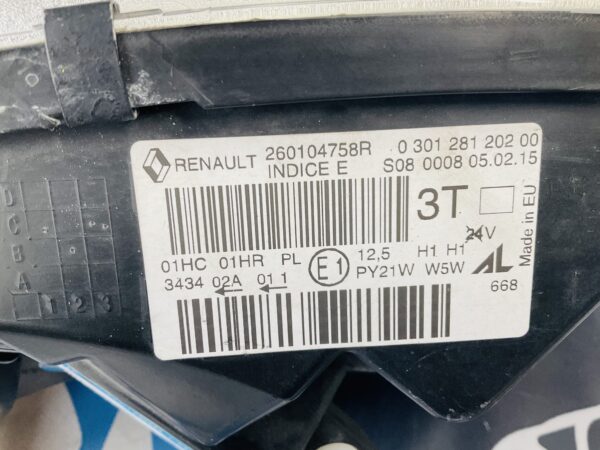 RENAULT 260104758R 0 301 281 202 00
INDICE E S08 0008 05.02.15
3T
Made in EU
01HC 01HR PL E1 12,5 H1 H1 24V
3434 02A 01 1 PY21W W5W AL
668
D
C
B
A
1 2 3